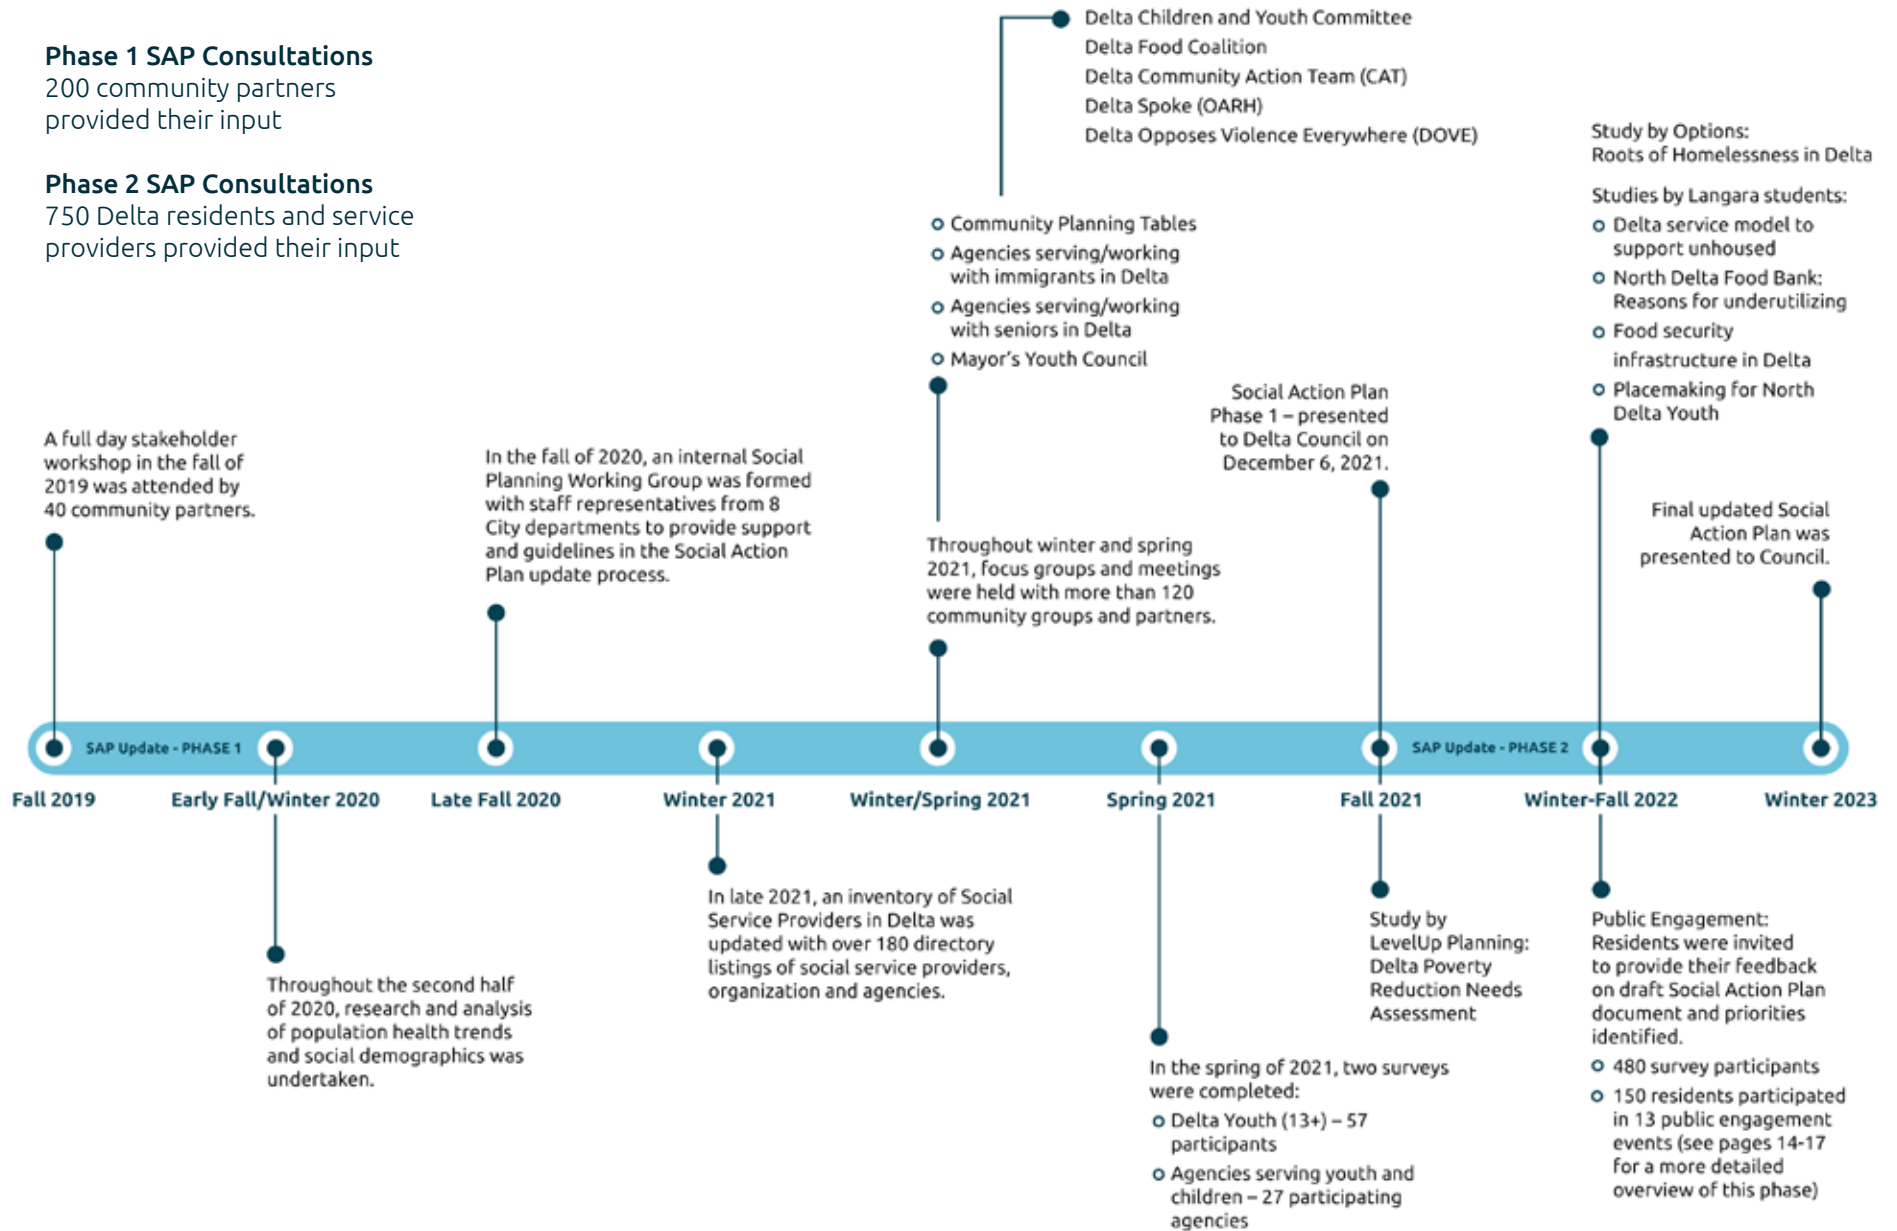 Phase 1 SAP Consultations
200 community partners
provided their input
Phase 2 SAP Consultations
750 Delta residents and service
providers provided their input
Delta Children and Youth Committee
Delta Food Coalition
Delta Community Action Team (CAT)
Delta Spoke (OARH)
Delta Opposes Violence Everywhere (DOVE)
Community Planning Tables
Agencies serving/working
with immigrants in Delta
Agencies serving/working
with seniors in Delta
Mayor's Youth Council
Study by Options:
Roots of Homelessness in Delta
Studies by Langara students:
Delta service model to
support unhoused
North Delta Food Bank:
Reasons for underutilizing
Food security
infrastructure in Delta
Placemaking for North
Delta Youth
A full day stakeholder
workshop in the fall of
2019 was attended by
40 community partners.
In the fall of 2020, an internal Social
Planning Working Group was formed
with staff representatives from 8
City departments to provide support
and guidelines in the Social Action
Plan update process.
Throughout winter and spring
2021, focus groups and meetings
were held with more than 120
community groups and partners.
Social Action Plan
Phase 1 – presented
to Delta Council on
December 6, 2021.
Final updated Social
Action Plan was
presented to Council.
SAP Update - PHASE 1
SAP Update - PHASE 2
Fall 2019
Early Fall/Winter 2020
Late Fall 2020
Winter 2021
Winter/Spring 2021
Spring 2021
Fall 2021
Winter-Fall 2022
Winter 2023
Throughout the second half
of 2020, research and analysis
of population health trends
and social demographics was
undertaken.
In late 2021, an inventory of Social
Service Providers in Delta was
updated with over 180 directory
listings of social service providers,
organization and agencies.
In the spring of 2021, two surveys
were completed:
Delta Youth (13+) – 57
participants
Agencies serving youth and
children – 27 participating
agencies
Study by
LevelUp Planning:
Delta Poverty
Reduction Needs
Assessment
Public Engagement:
Residents were invited
to provide their feedback
on draft Social Action Plan
document and priorities
identified.
480 survey participants
150 residents participated
in 13 public engagement
events (see pages 14-17
for a more detailed
overview of this phase)